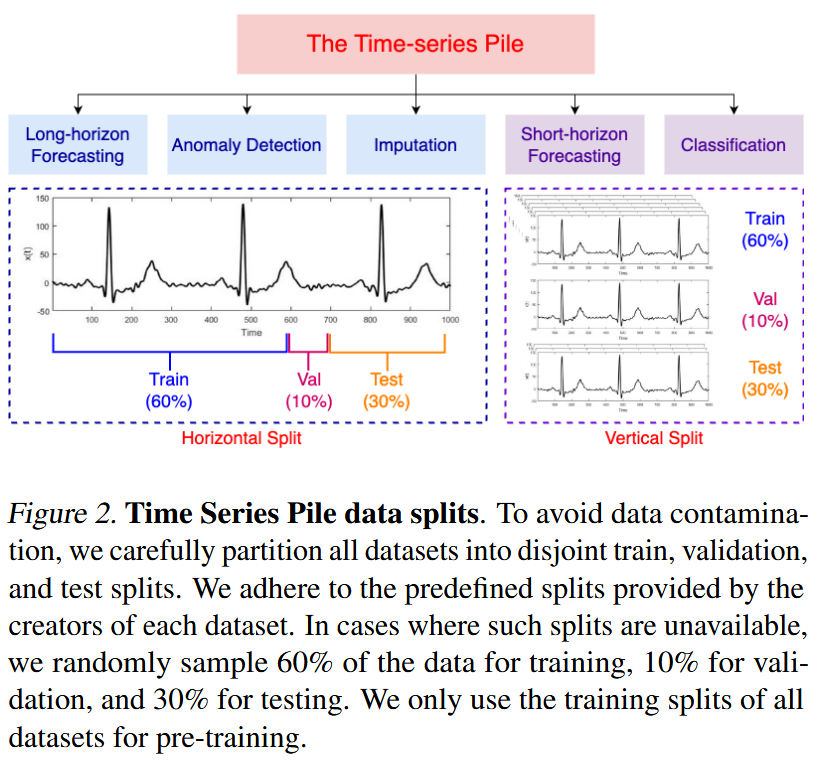 The Time-series Pile
Long-horizon
Forecasting
Anomaly Detection
Imputation
Short-horizon
Forecasting
Classification
150
100
50
0
-50
x(t)
100 200 300 400 500 600 700 800 900 1000
Time
Train
(60%)
Val
(10%)
Test
(30%)
Horizontal Split
Train
(60%)
Val
(10%)
Test
(30%)
Vertical Split
Figure 2. Time Series Pile data splits. To avoid data contamina-
tion, we carefully partition all datasets into disjoint train, validation,
and test splits. We adhere to the predefined splits provided by the
creators of each dataset. In cases where such splits are unavailable,
we randomly sample 60% of the data for training, 10% for vali-
dation, and 30% for testing. We only use the training splits of all
datasets for pre-training.